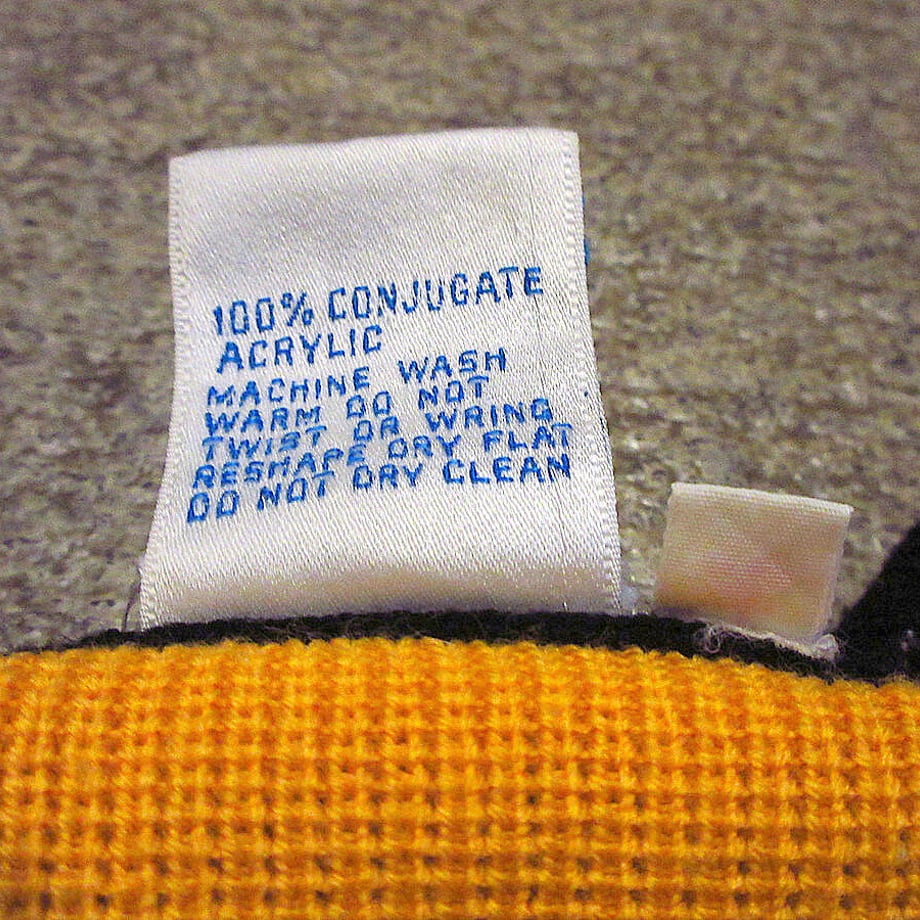 100% CONJUGATE
ACRYLIC
MACHINE WASH
WARM DO NOT
TWIST OR WRING
RESHAPE DRY FLAT
DO NOT DRY CLEAN